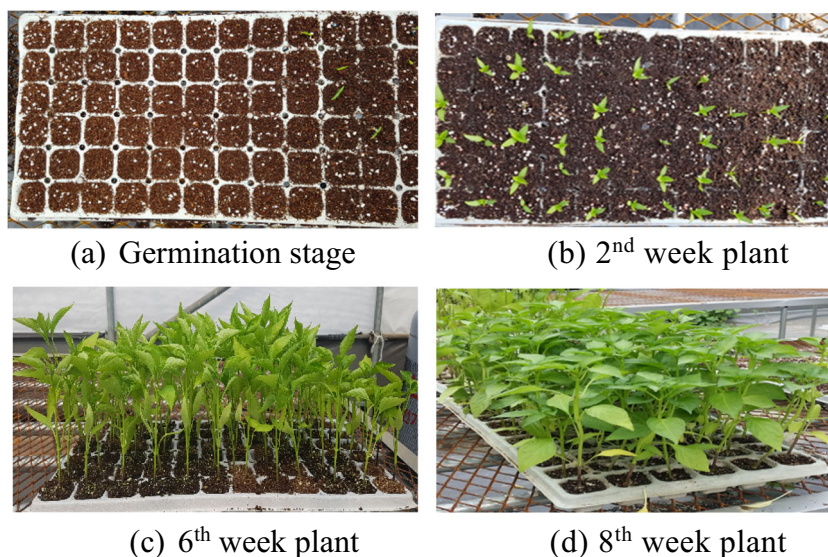 (a) Germination stage
(b) 2nd week plant
(c) 6th week plant
(d) 8th week plant